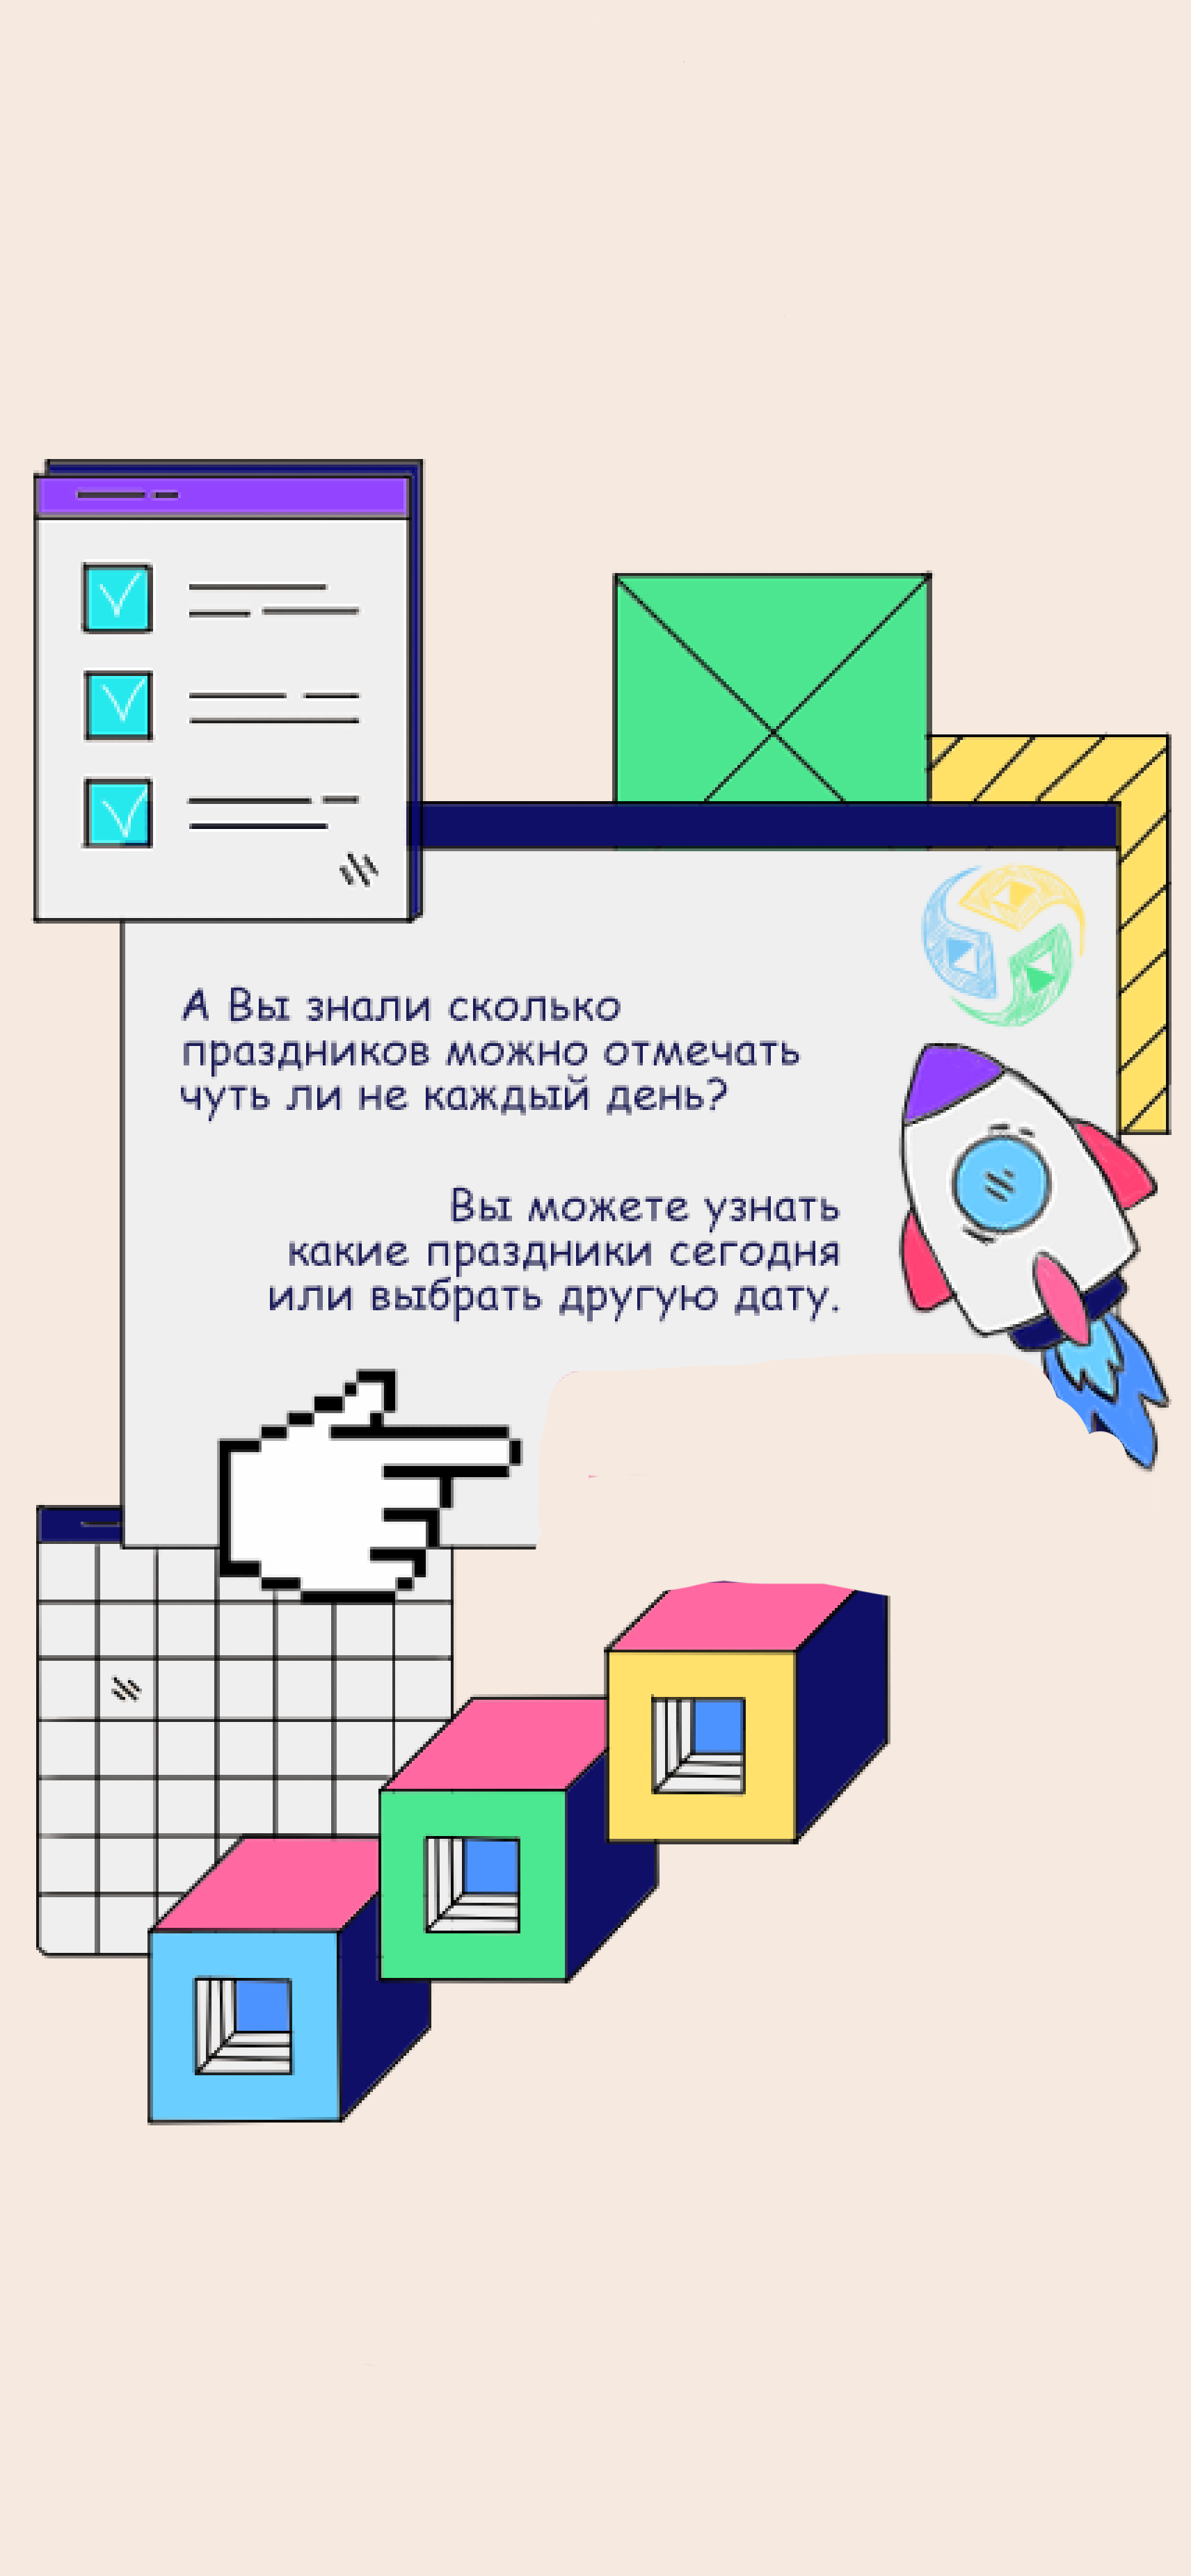 А Вы знали сколько
праздников можно отмечать
чуть ли не каждый день?
Вы можете узнать
какие праздники сегодня
или выбрать другую дату.